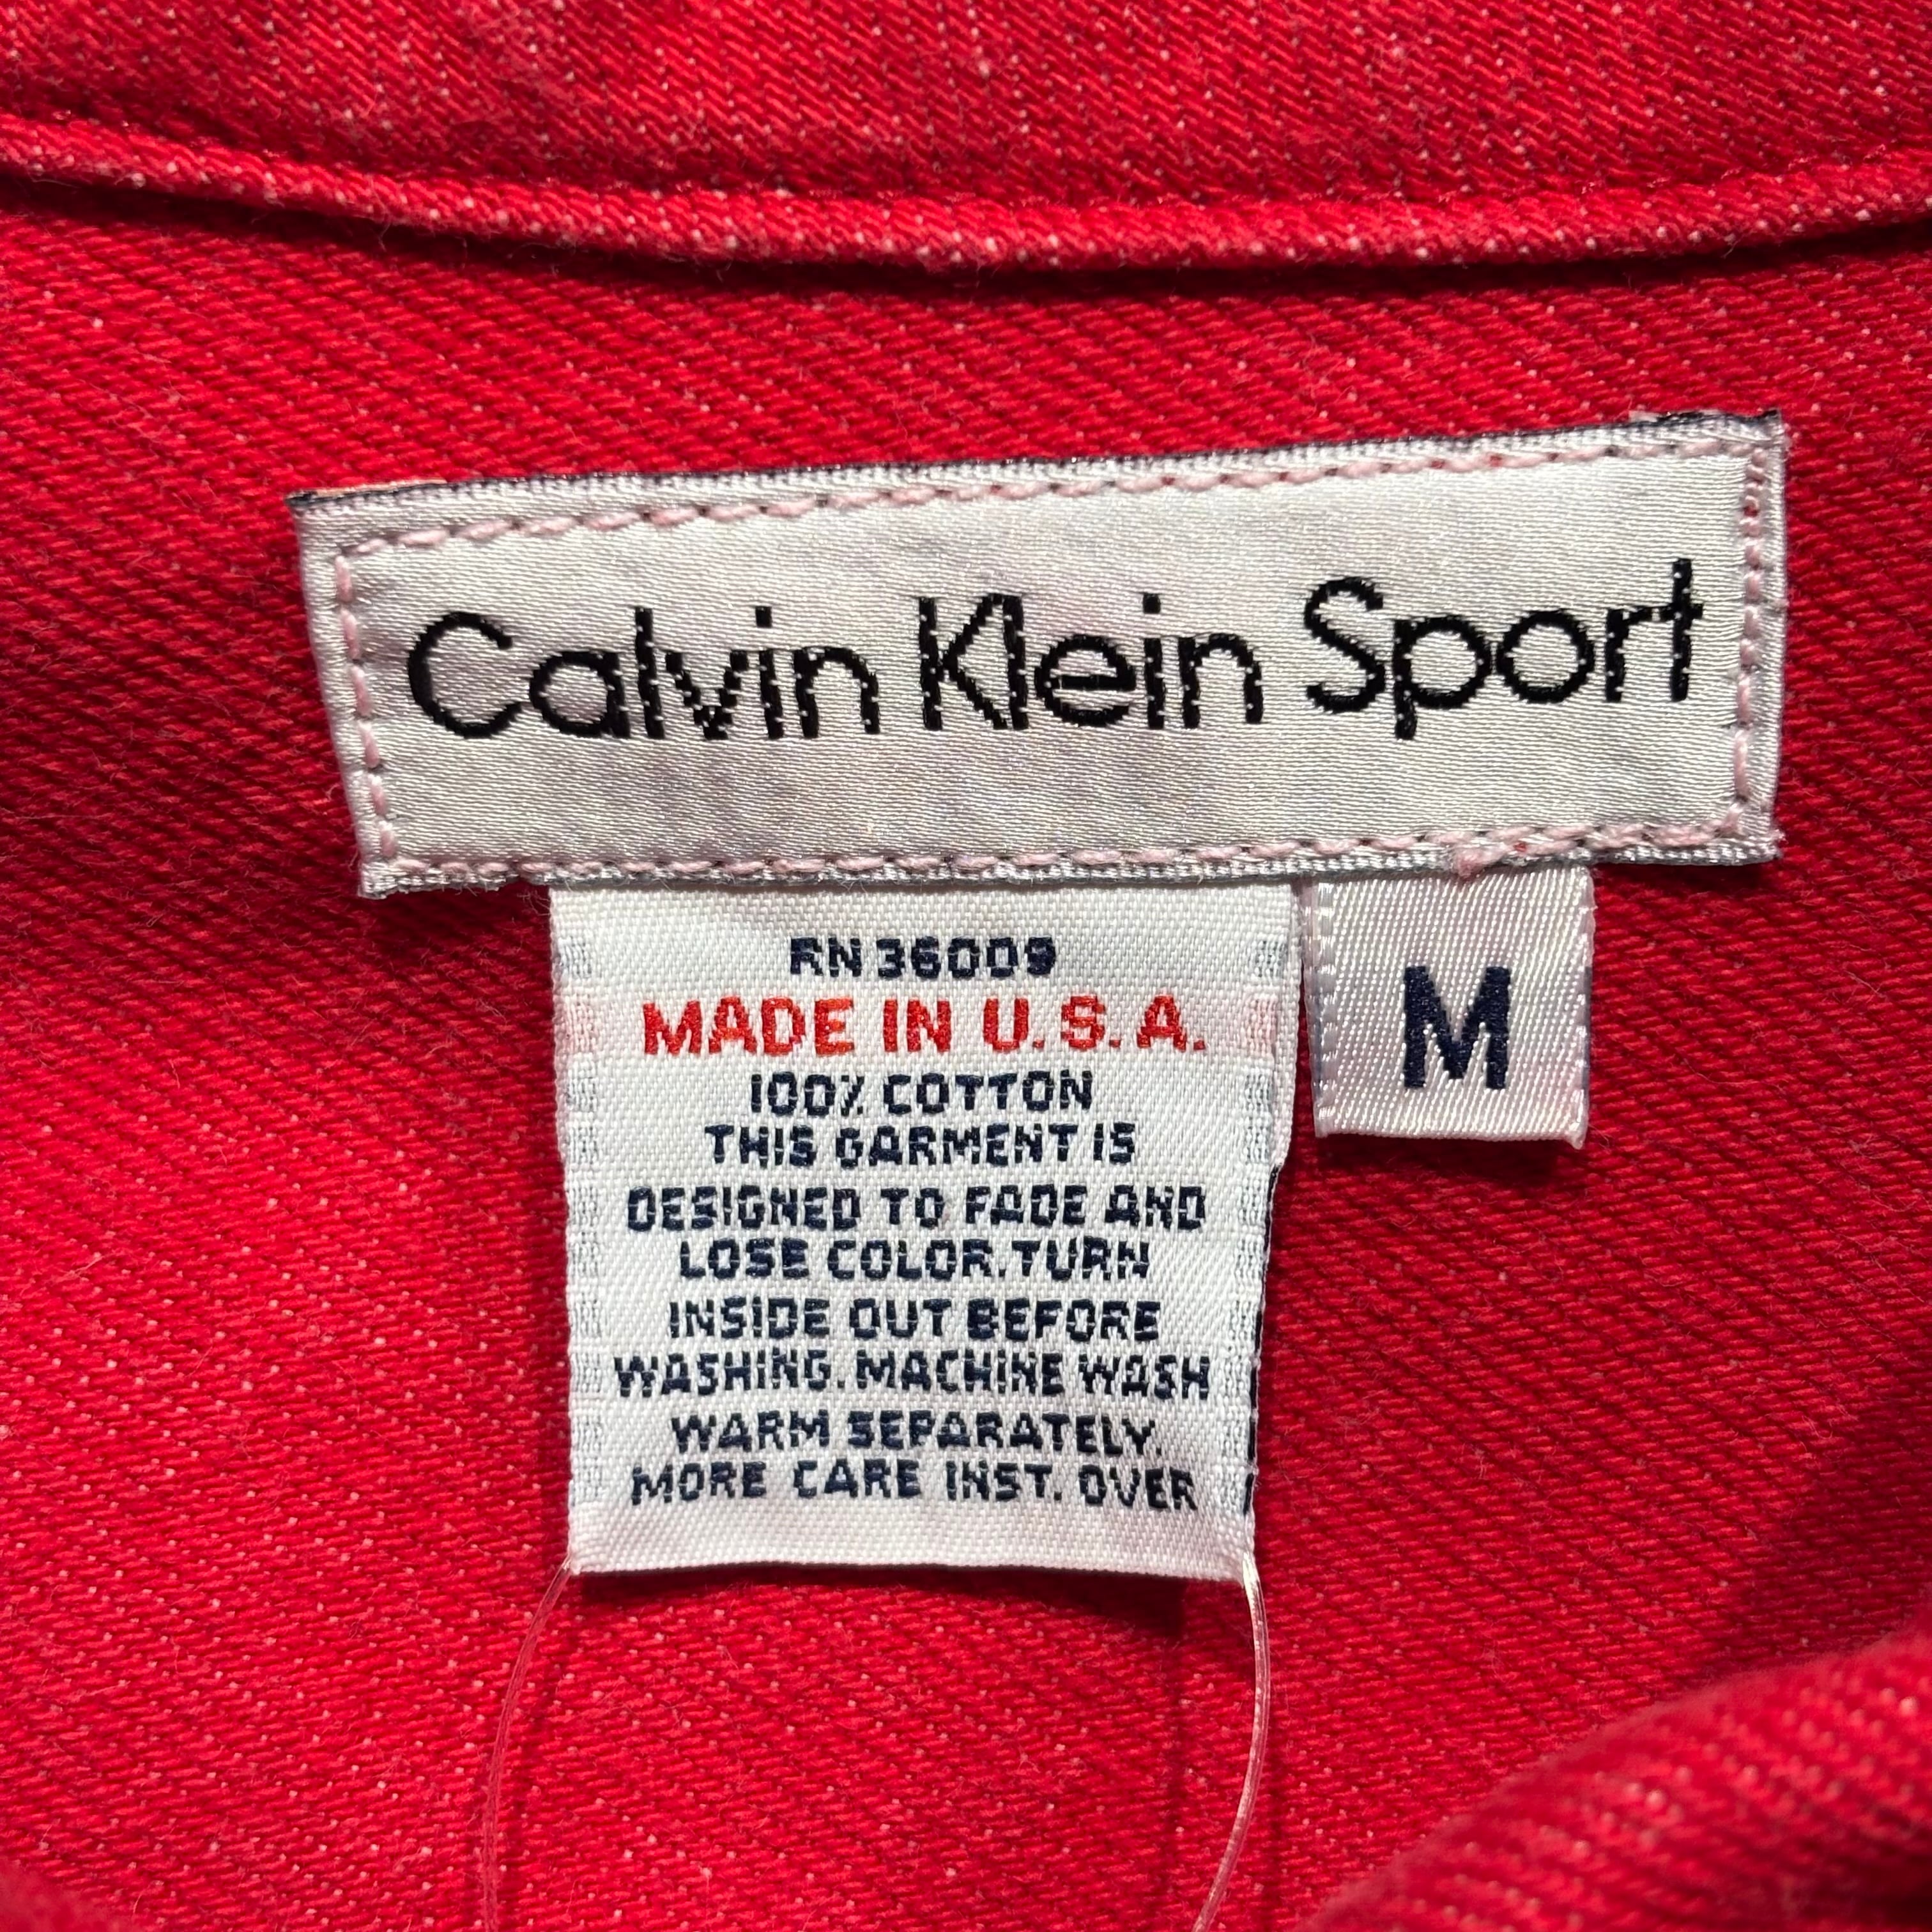 Calvin Klein Sport
RN 36009
MADE IN U.S.A.
100% COTTON
THIS GARMENT IS
DESIGNED TO FADE AND
LOSE COLOR. TURN
INSIDE OUT BEFORE
WASHING. MACHINE WASH
WARM SEPARATELY.
MORE CARE INST. OVER
M